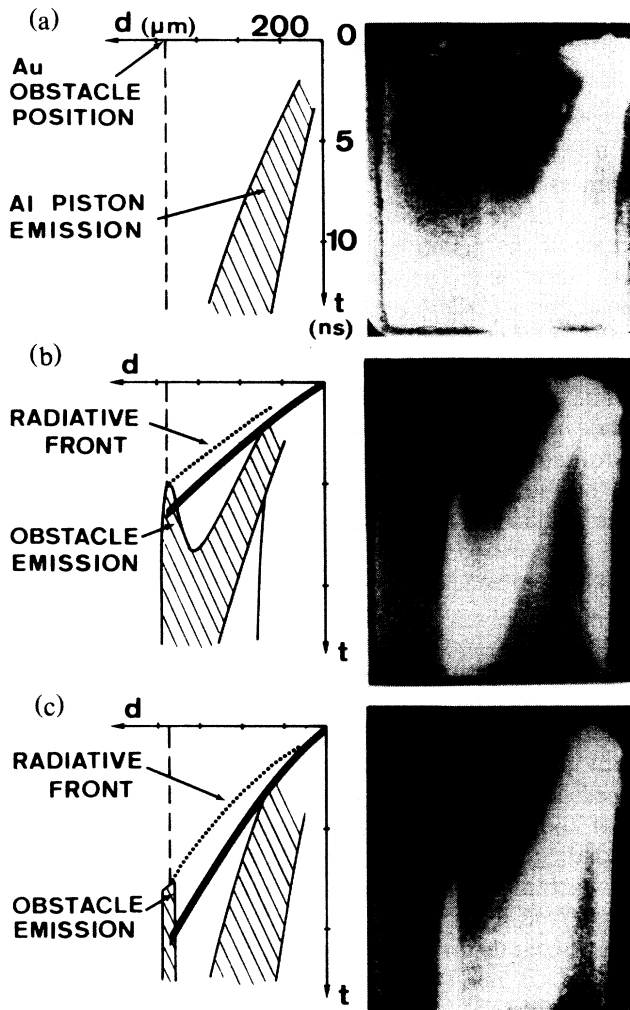 (a)
d (μm) 200
0
Au
OBSTACLE
POSITION
5
Al PISTON
EMISSION
10
t
(ns)
(b)
d
RADIATIVE
FRONT
OBSTACLE
EMISSION
t
(c)
d
RADIATIVE
FRONT
OBSTACLE
EMISSION
t